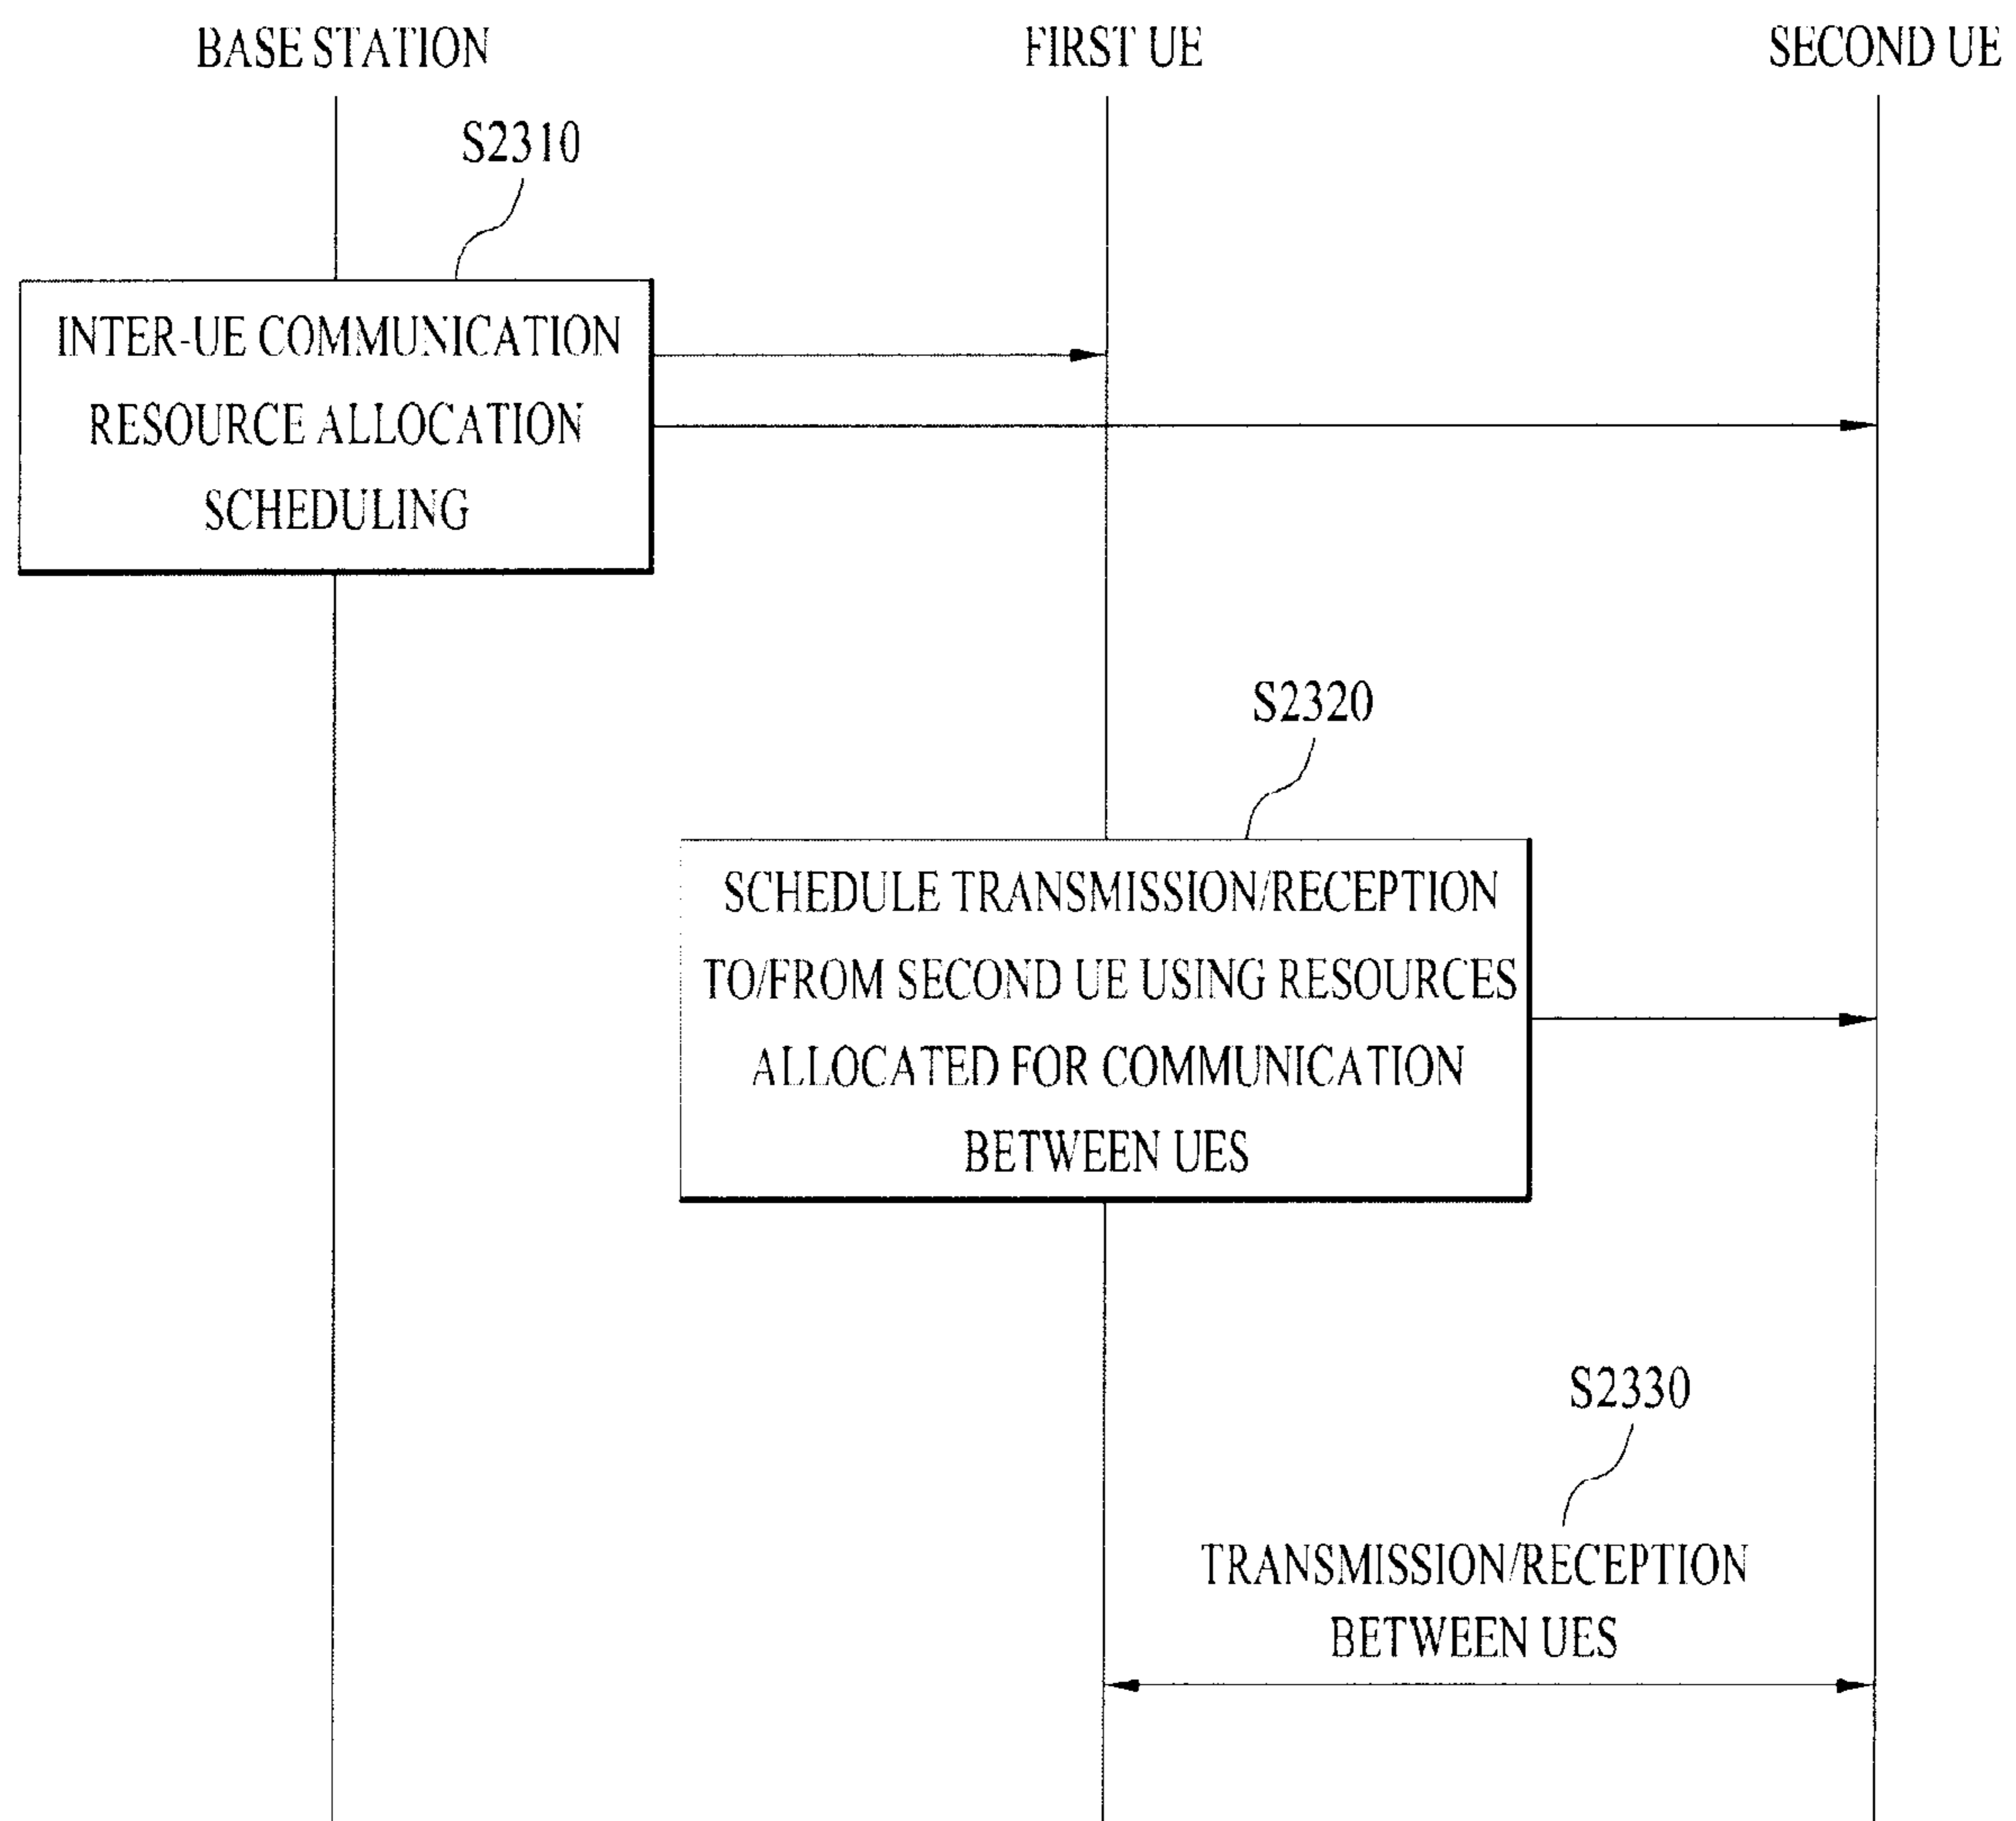 BASE STATION
FIRST UE
SECOND UE
S2310
INTER-UE COMMUNICATION
RESOURCE ALLOCATION
SCHEDULING
S2320
SCHEDULE TRANSMISSION/RECEPTION
TO/FROM SECOND UE USING RESOURCES
ALLOCATED FOR COMMUNICATION
BETWEEN UES
S2330
TRANSMISSION/RECEPTION
BETWEEN UES